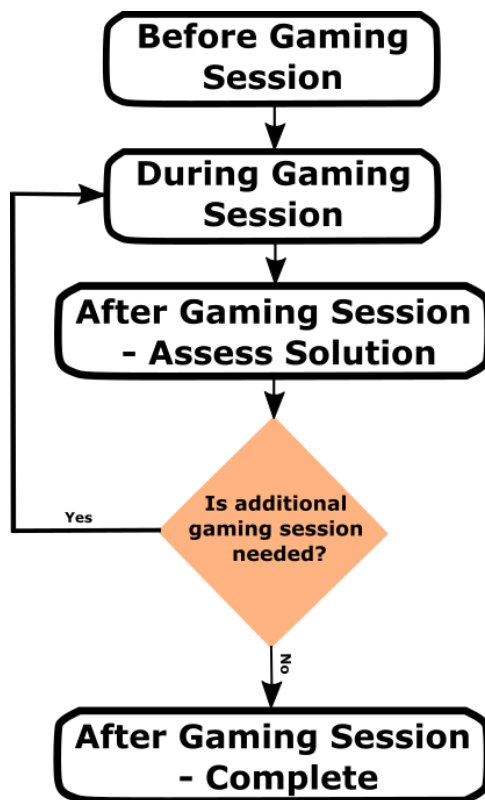 Before Gaming
Session
During Gaming
Session
After Gaming Session
- Assess Solution
Is additional
gaming session
needed?
Yes
No
After Gaming Session
- Complete